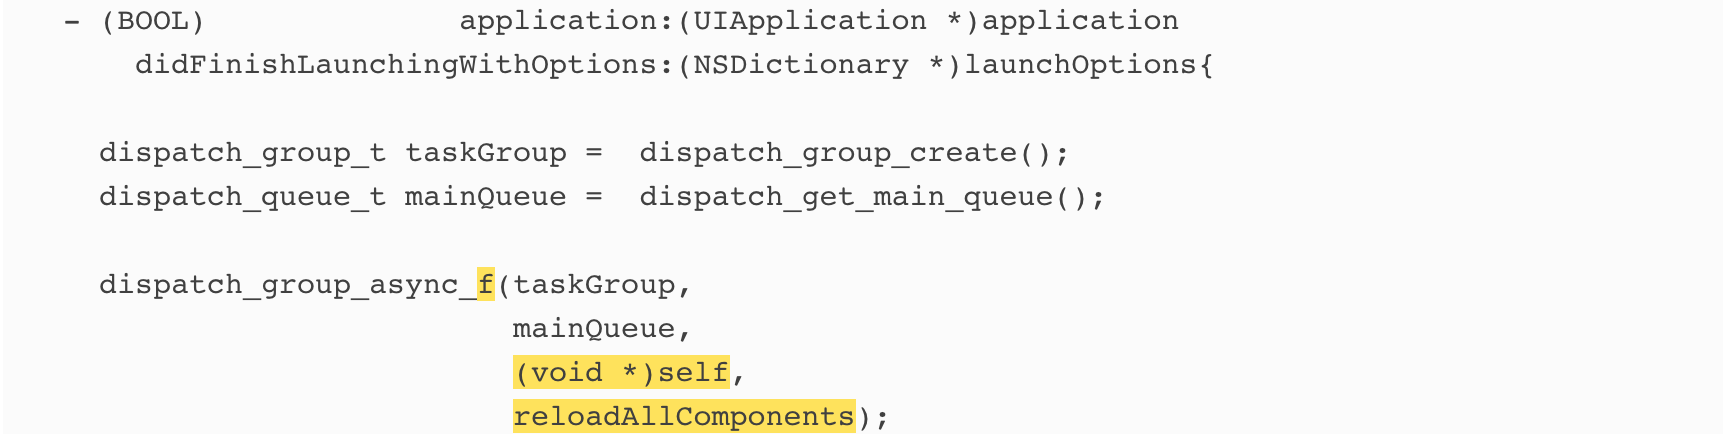 - (BOOL)              application:(UIApplication *)application
    didFinishLaunchingWithOptions:(NSDictionary *)launchOptions{
  dispatch_group_t taskGroup =  dispatch_group_create();
  dispatch_queue_t mainQueue =  dispatch_get_main_queue();
  dispatch_group_async_f(taskGroup,
                         mainQueue,
                         (void *)self,
                         reloadAllComponents);